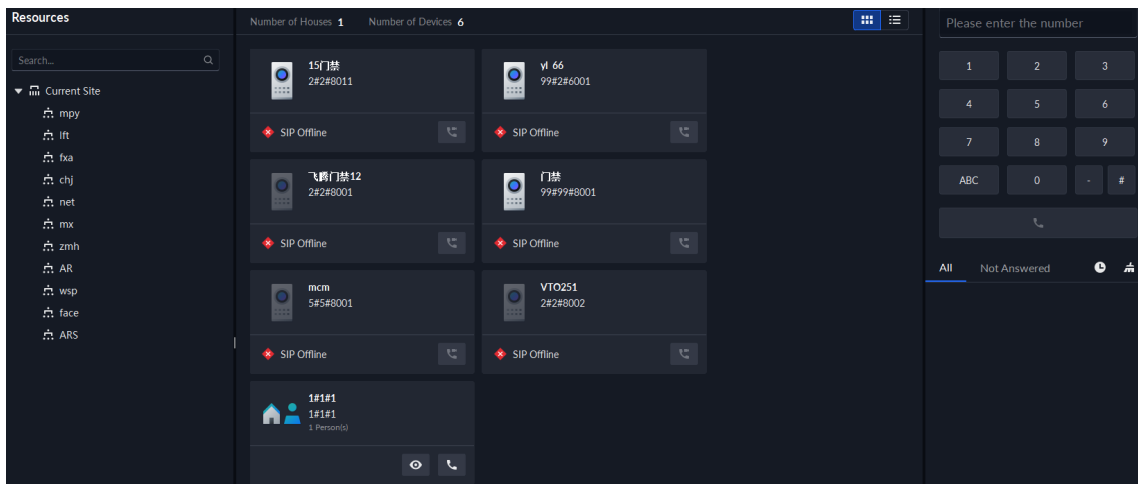 Resources
Search...
Current Site
mpy
lft
fxa
chj
net
mx
zmh
AR
wsp
face
ARS
Number of Houses 1 Number of Devices 6
15门禁
2#2#8011
SIP Offline
yl 66
99#2#6001
SIP Offline
飞腾门禁12
2#2#8001
SIP Offline
门禁
99#99#8001
SIP Offline
mcm
5#5#8001
SIP Offline
VTO251
2#2#8002
SIP Offline
1#1#1
1#1#1
1 Person(s)
Please enter the number
1 2 3
4 5 6
7 8 9
ABC 0 - #
All Not Answered